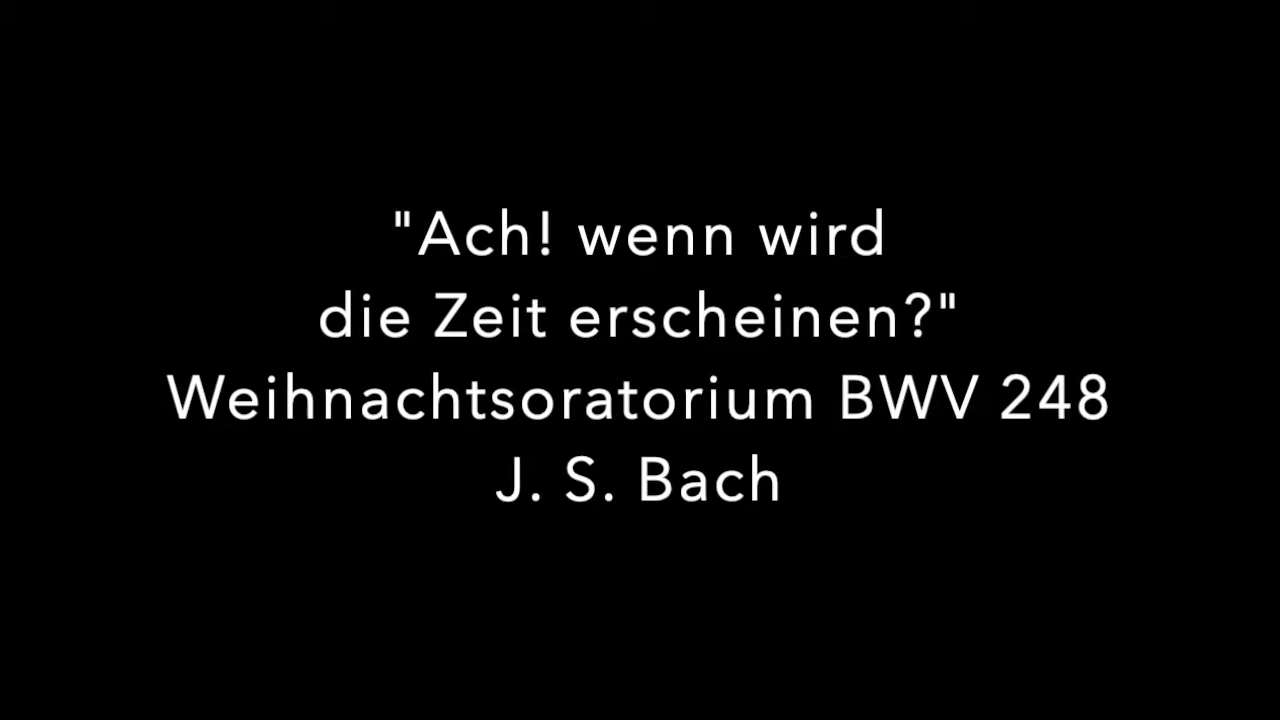 "Ach! wenn wird
die Zeit erscheinen?"
Weihnachtsoratorium BWV 248
J. S. Bach